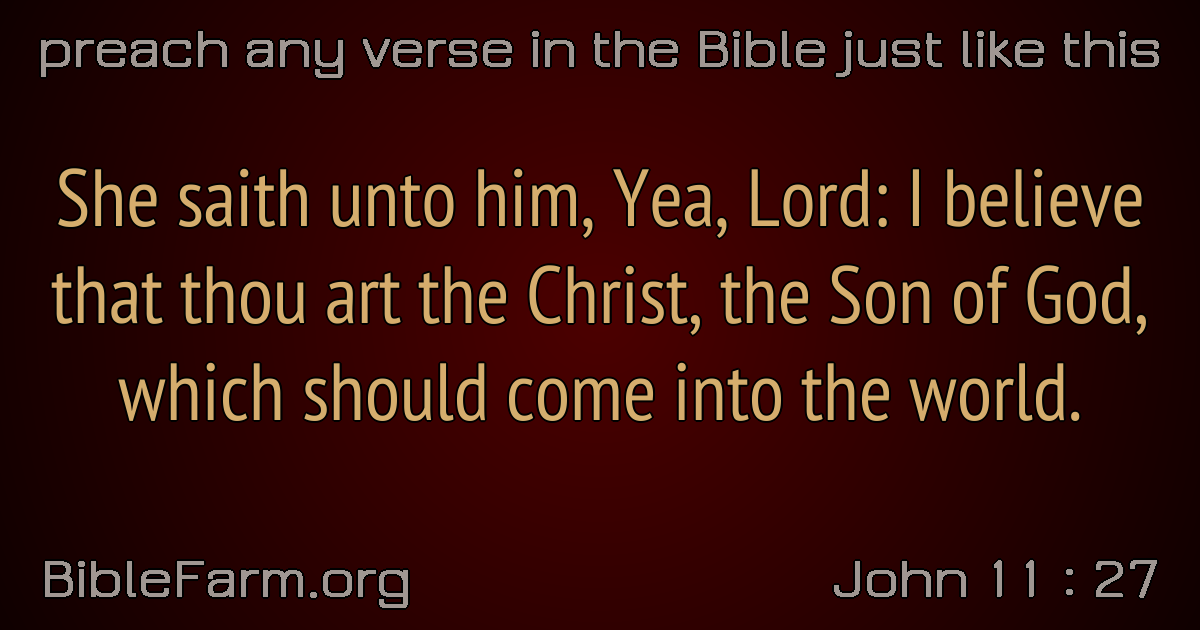 preach any verse in the Bible just like this
She saith unto him, Yea, Lord: I believe
that thou art the Christ, the Son of God,
which should come into the world.
BibleFarm.org
John 11 : 27